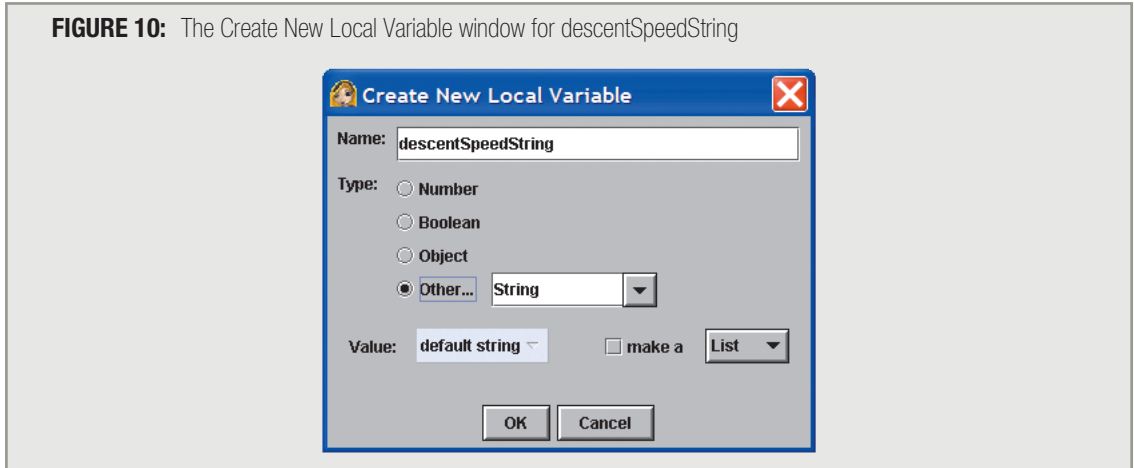 FIGURE 10: The Create New Local Variable window for descentSpeedString
Create New Local Variable
Name: descentSpeedString
Type: Number
Boolean
Object
Other... String
Value: default string make a List
OK Cancel